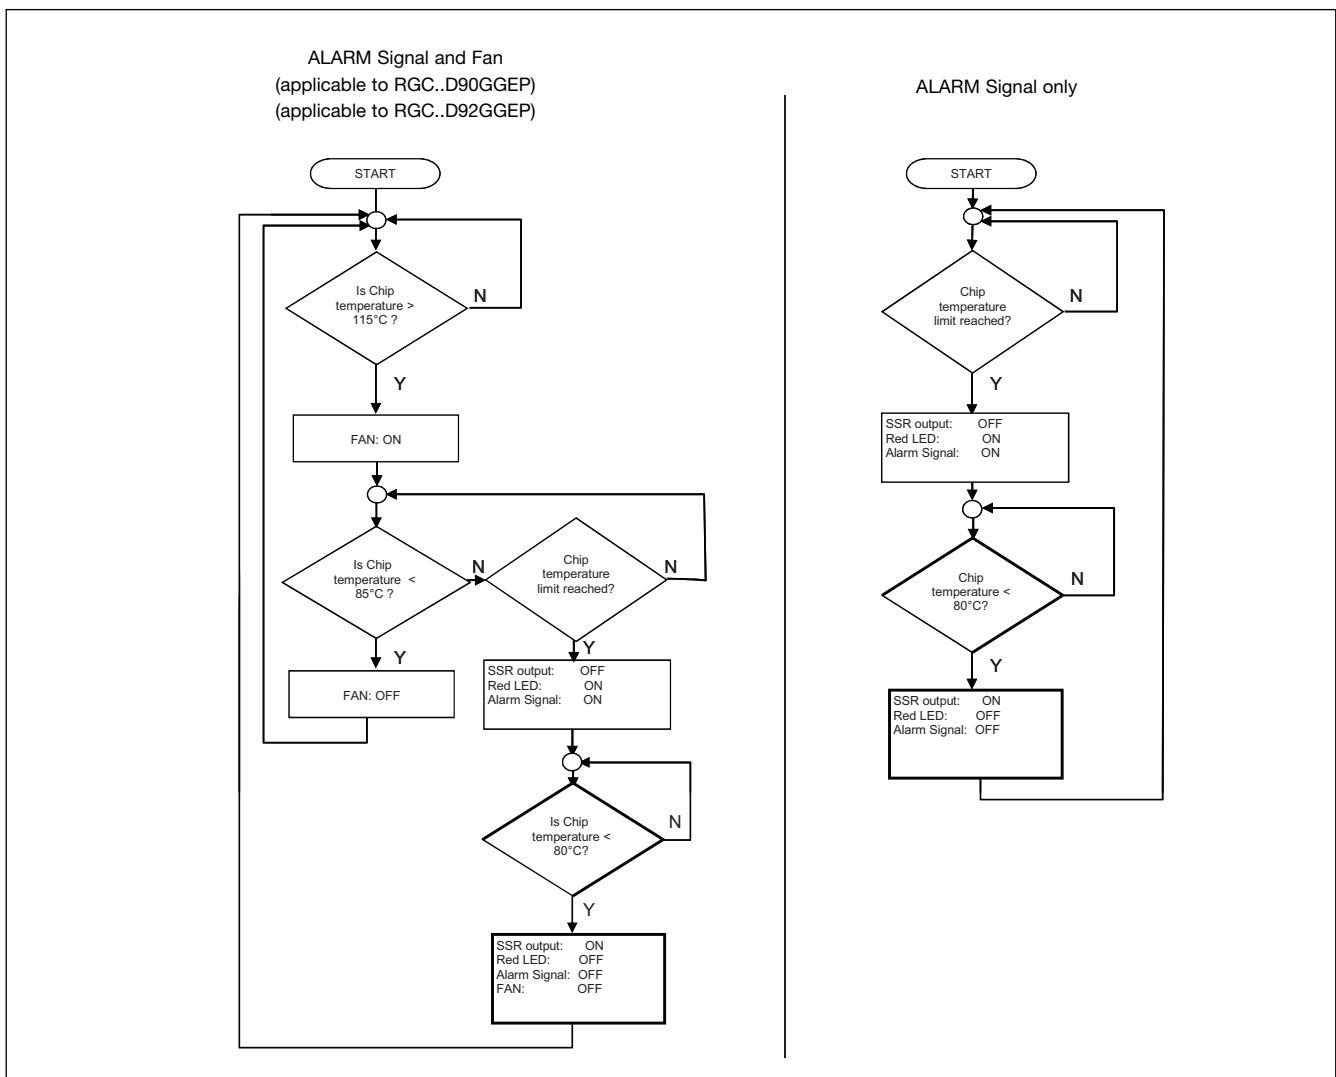 ALARM Signal and Fan
(applicable to RGC..D90GGEP)
(applicable to RGC..D92GGEP)
START
Is Chip
temperature >
115°C ?
N
Y
FAN: ON
Is Chip
temperature <
85°C ?
N
Chip
temperature
limit reached?
N
Y
Y
FAN: OFF
SSR output: OFF
Red LED: ON
Alarm Signal: ON
Is Chip
temperature <
80°C?
N
Y
SSR output: ON
Red LED: OFF
Alarm Signal: OFF
FAN: OFF
ALARM Signal only
START
Chip
temperature
limit reached?
N
Y
SSR output: OFF
Red LED: ON
Alarm Signal: ON
Chip
temperature <
80°C?
N
Y
SSR output: ON
Red LED: OFF
Alarm Signal: OFF